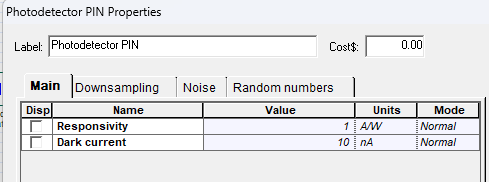 Photodetector PIN Properties
Label: Photodetector PIN Cost$: 0.00
Main Downsampling Noise Random numbers
Disp Name Value Units Mode
Responsivity 1 A/W Normal
Dark current 10 nA Normal